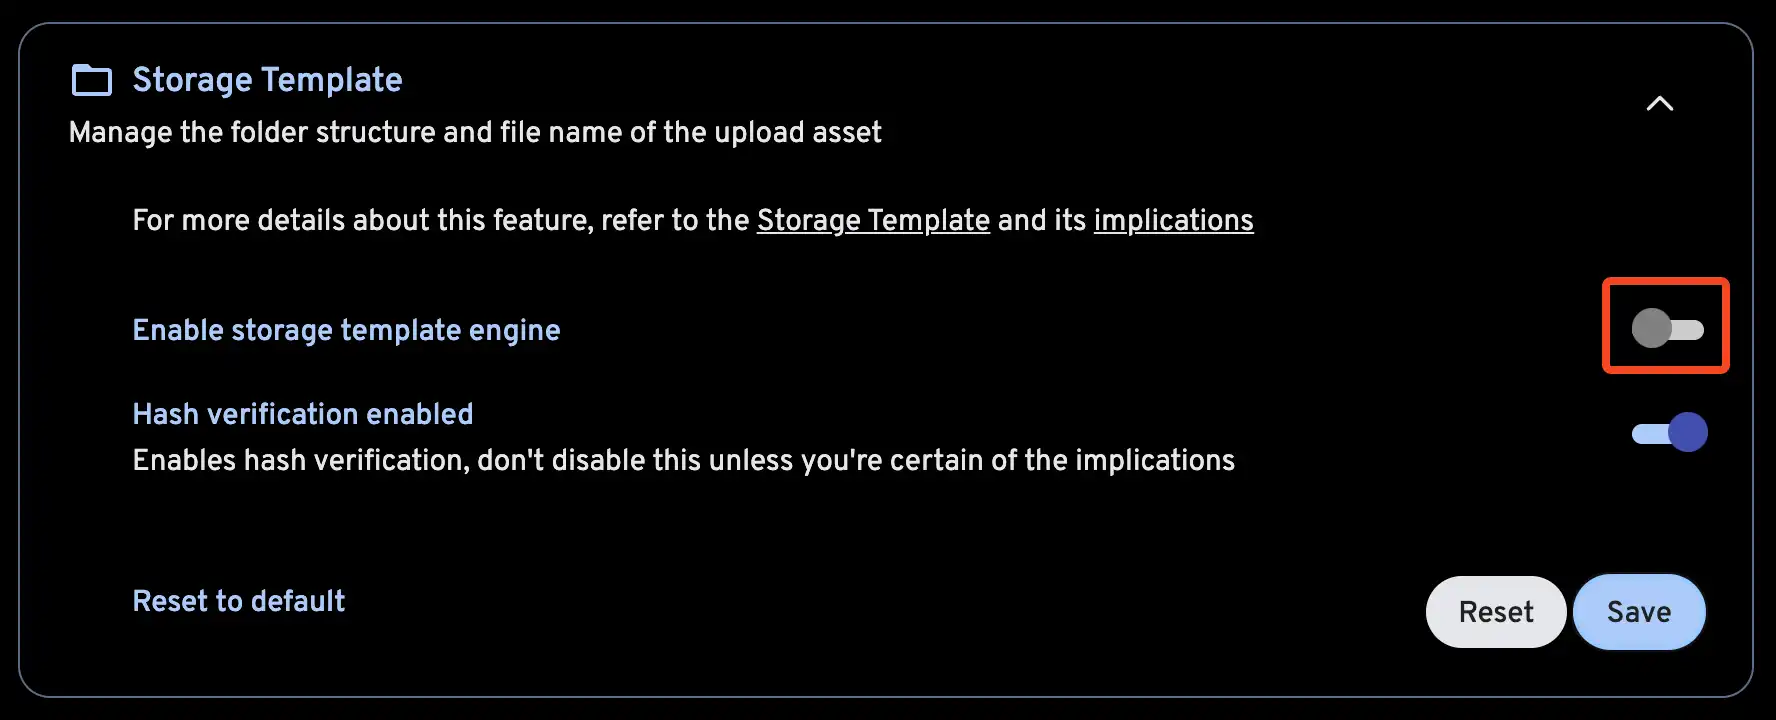 Storage Template
Manage the folder structure and file name of the upload asset
For more details about this feature, refer to the Storage Template and its implications
Enable storage template engine
Hash verification enabled
Enables hash verification, don't disable this unless you're certain of the implications
Reset to default
Reset
Save